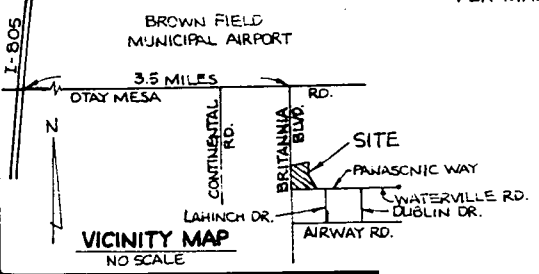 BROWN FIELD
MUNICIPAL AIRPORT
I-805
3.5 MILES
OTAY MESA RD.
N
CONTINENTAL RD.
BRITANNIA BLVD.
SITE
PANASONIC WAY
WATERVILLE RD.
LAHINCH DR.
DUBLIN DR.
AIRWAY RD.
VICINITY MAP
NO SCALE